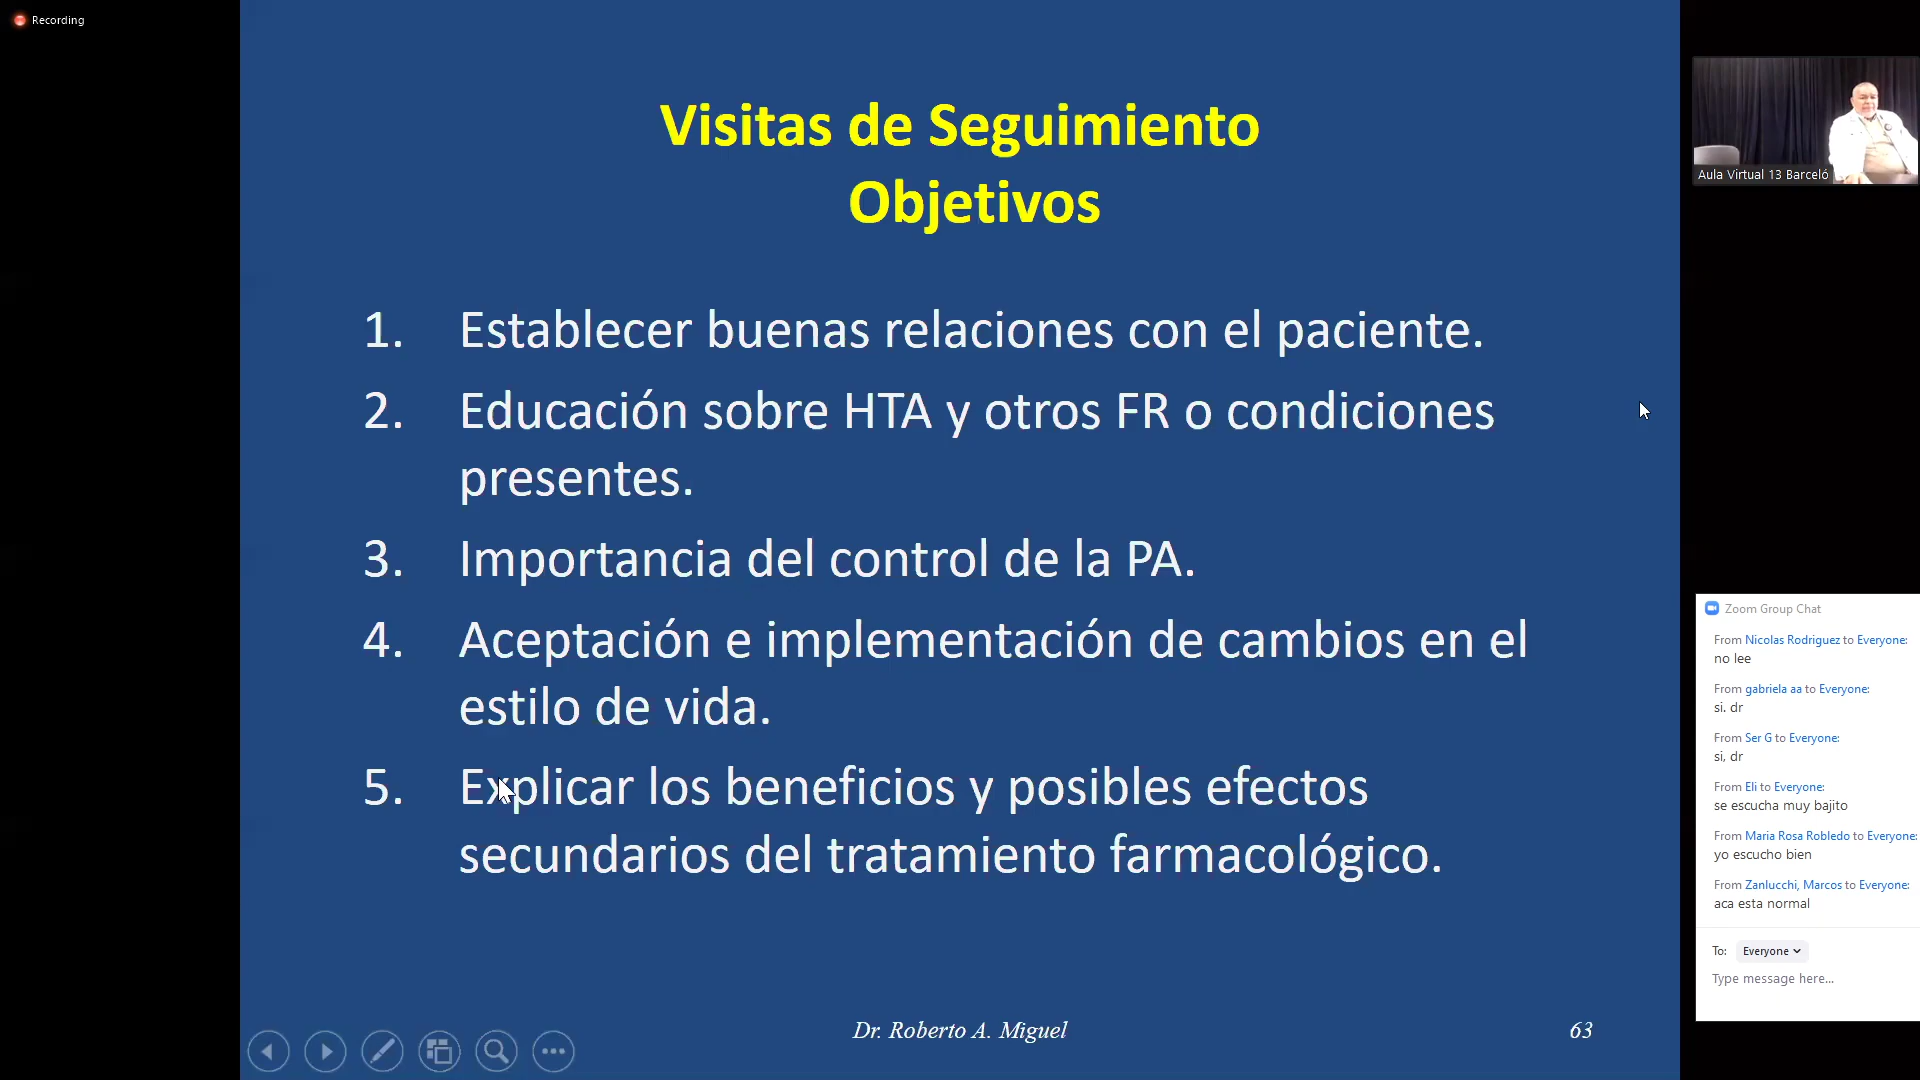 Recording
Visitas de Seguimiento
Objetivos
1. Establecer buenas relaciones con el paciente.
2. Educación sobre HTA y otros FR o condiciones
presentes.
3. Importancia del control de la PA.
4. Aceptación e implementación de cambios en el
estilo de vida.
5. Explicar los beneficios y posibles efectos
secundarios del tratamiento farmacológico.
Dr. Roberto A. Miguel
63
Aula Virtual 13 Barceló
Zoom Group Chat
From Nicolas Rodriguez to Everyone:
no lee
From gabriela aa to Everyone:
si. dr
From Ser G to Everyone:
si, dr
From Eli to Everyone:
se escucha muy bajito
From Maria Rosa Robledo to Everyone:
yo escucho bien
From Zanlucchi, Marcos to Everyone:
aca esta normal
To: Everyone
Type message here...